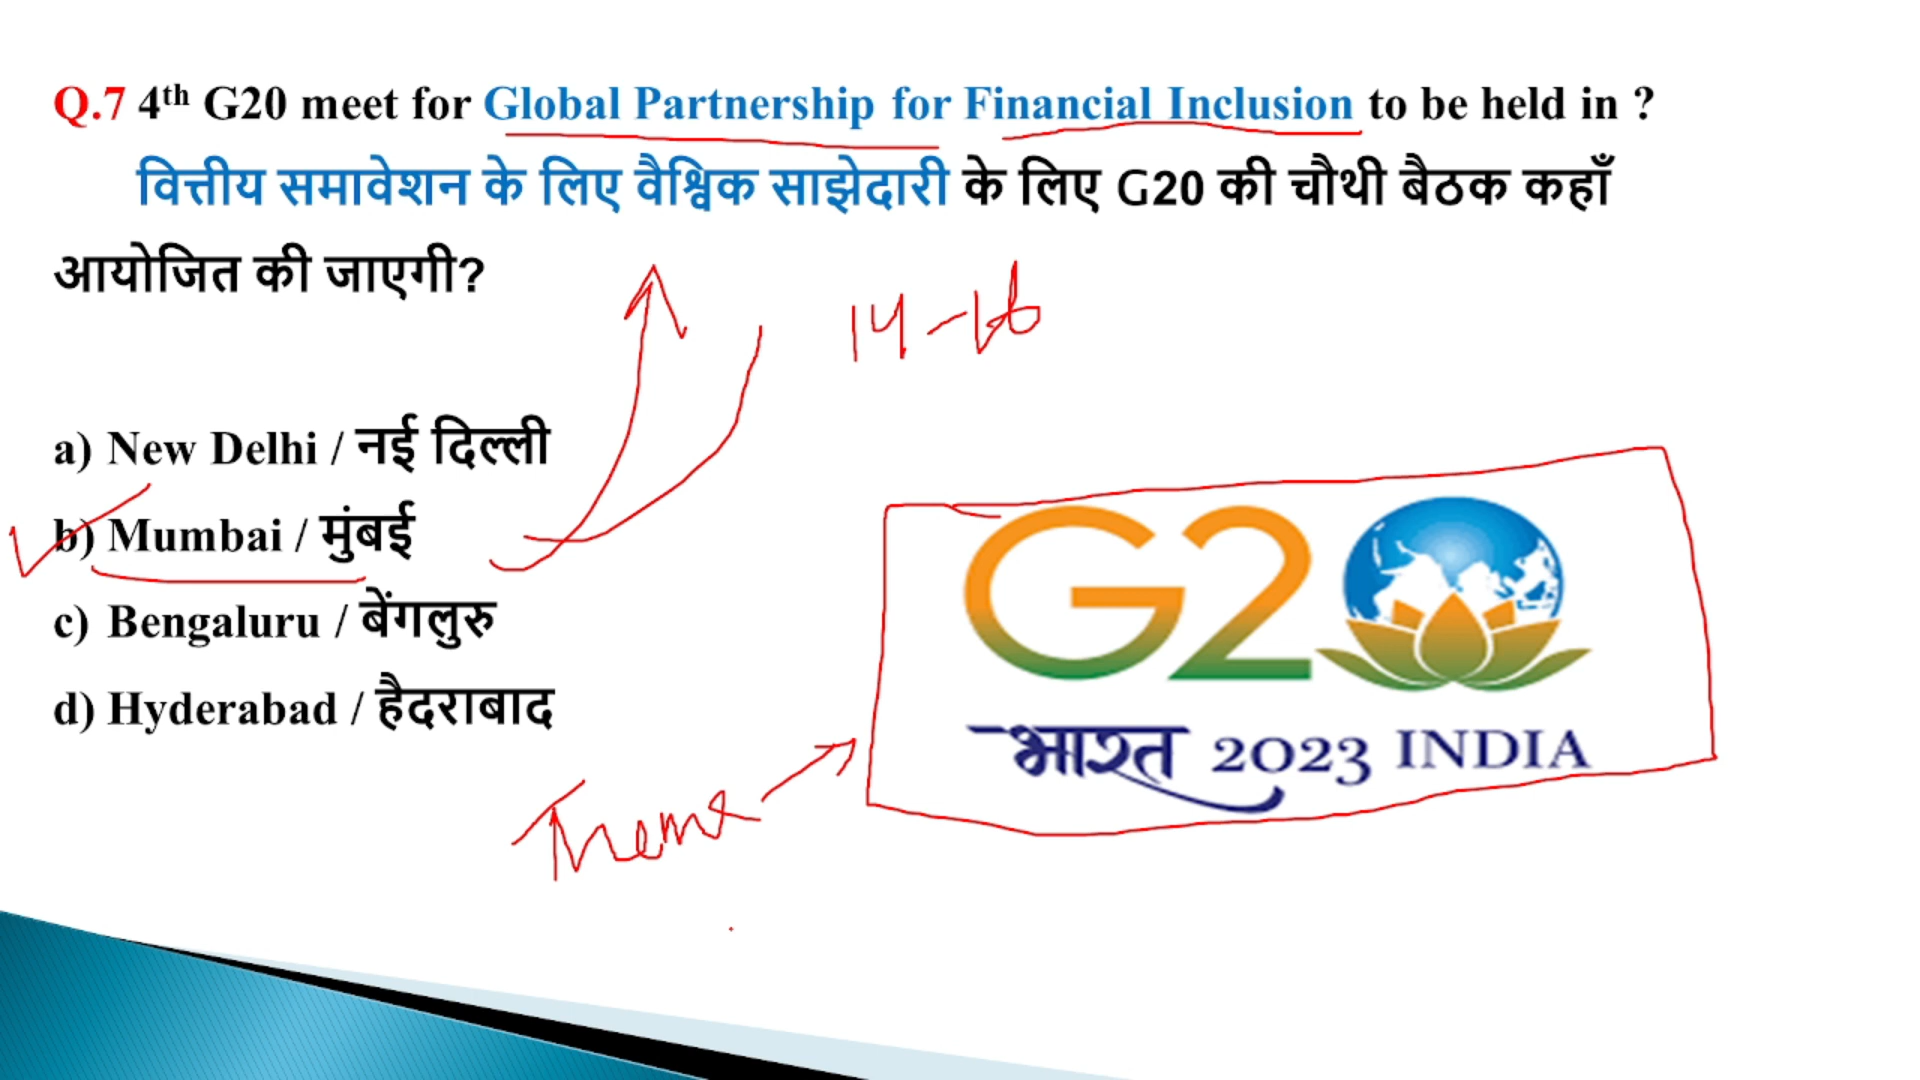 Q.7 4th G20 meet for Global Partnership for Financial Inclusion to be held in ?
वित्तीय समावेशन के लिए वैश्विक साझेदारी के लिए G20 की चौथी बैठक कहाँ
आयोजित की जाएगी?
14-16
a) New Delhi / नई दिल्ली
b) Mumbai / मुंबई
c) Bengaluru / बेंगलुरु
d) Hyderabad / हैदराबाद
G20
भारत 2023 INDIA
Theme